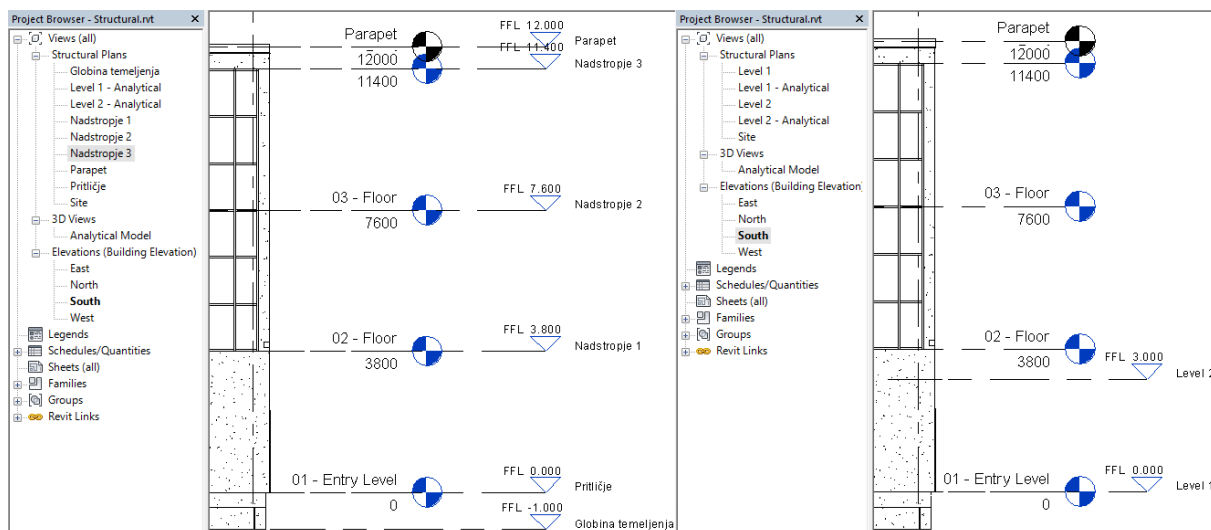 Project Browser - Structural.rvt
Views (all)
Structural Plans
Globina temeljenja
Level 1 - Analytical
Level 2 - Analytical
Nadstropje 1
Nadstropje 2
Nadstropje 3
Parapet
Pritličje
Site
3D Views
Analytical Model
Elevations (Building Elevation)
East
North
South
West
Legends
Schedules/Quantities
Sheets (all)
Families
Groups
Revit Links
FFL 12.000
Parapet
Parapet
FFL 11.400
12000
Nadstropje 3
11400
FFL 7.600
03 - Floor
Nadstropje 2
7600
FFL 3.800
02 - Floor
Nadstropje 1
3800
FFL 0.000
01 - Entry Level
Pritličje
0
FFL -1.000
Globina temeljenja
Project Browser - Structural.rvt
Views (all)
Structural Plans
Level 1
Level 1 - Analytical
Level 2
Level 2 - Analytical
Site
3D Views
Analytical Model
Elevations (Building Elevation)
East
North
South
West
Legends
Schedules/Quantities
Sheets (all)
Families
Groups
Revit Links
Parapet
12000
11400
03 - Floor
7600
02 - Floor
3800
FFL 3.000
Level 2
FFL 0.000
01 - Entry Level
Level 1
0